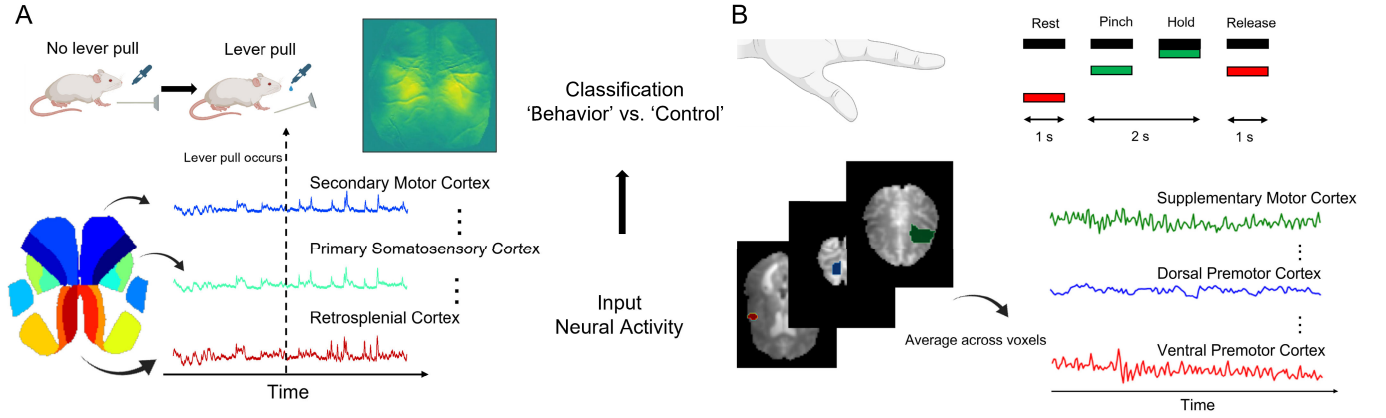 A
No lever pull
Lever pull
Lever pull occurs
Secondary Motor Cortex
Primary Somatosensory Cortex
Retrosplenial Cortex
Time
Classification
‘Behavior’ vs. ‘Control’
Input
Neural Activity
B
Rest
Pinch
Hold
Release
1 s
2 s
1 s
Average across voxels
Supplementary Motor Cortex
Dorsal Premotor Cortex
Ventral Premotor Cortex
Time